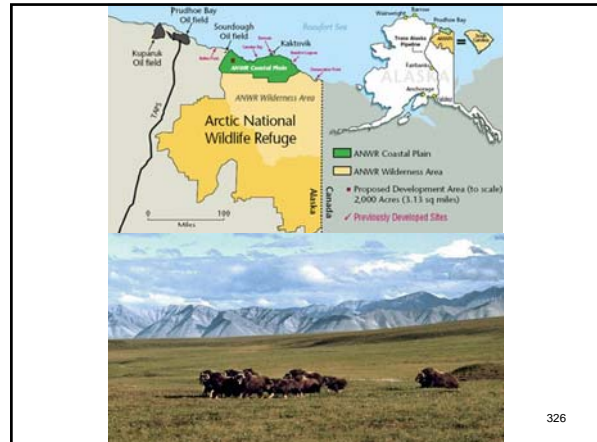 Prudhoe Bay
Oil field
Sourdough
Oil field
Kaktovik
Beaufort Sea
Kuparuk
Oil field
ANWR Coastal Plain
ANWR Wilderness Area
Arctic National
Wildlife Refuge
TAPS
0 100
Miles
Alaska
Canada
Wainwright
Barrow
Prudhoe Bay
Trans Alaska
Pipeline
ANWR
=
ALASKA
Fairbanks
Anchorage
Valdez
ANWR Coastal Plain
ANWR Wilderness Area
Proposed Development Area (to scale)
2,000 Acres (3.13 sq miles)
Previously Developed Sites
326